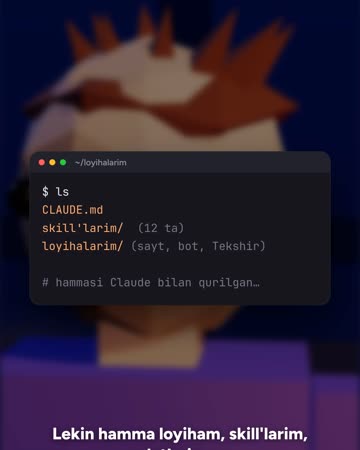 ~/loyihalarim
$ ls
CLAUDE.md
skill'larim/ (12 ta)
loyihalarim/ (sayt, bot, Tekshir)
# hammasi Claude bilan qurilgan…
Lekin hamma loyiham, skill'larim,